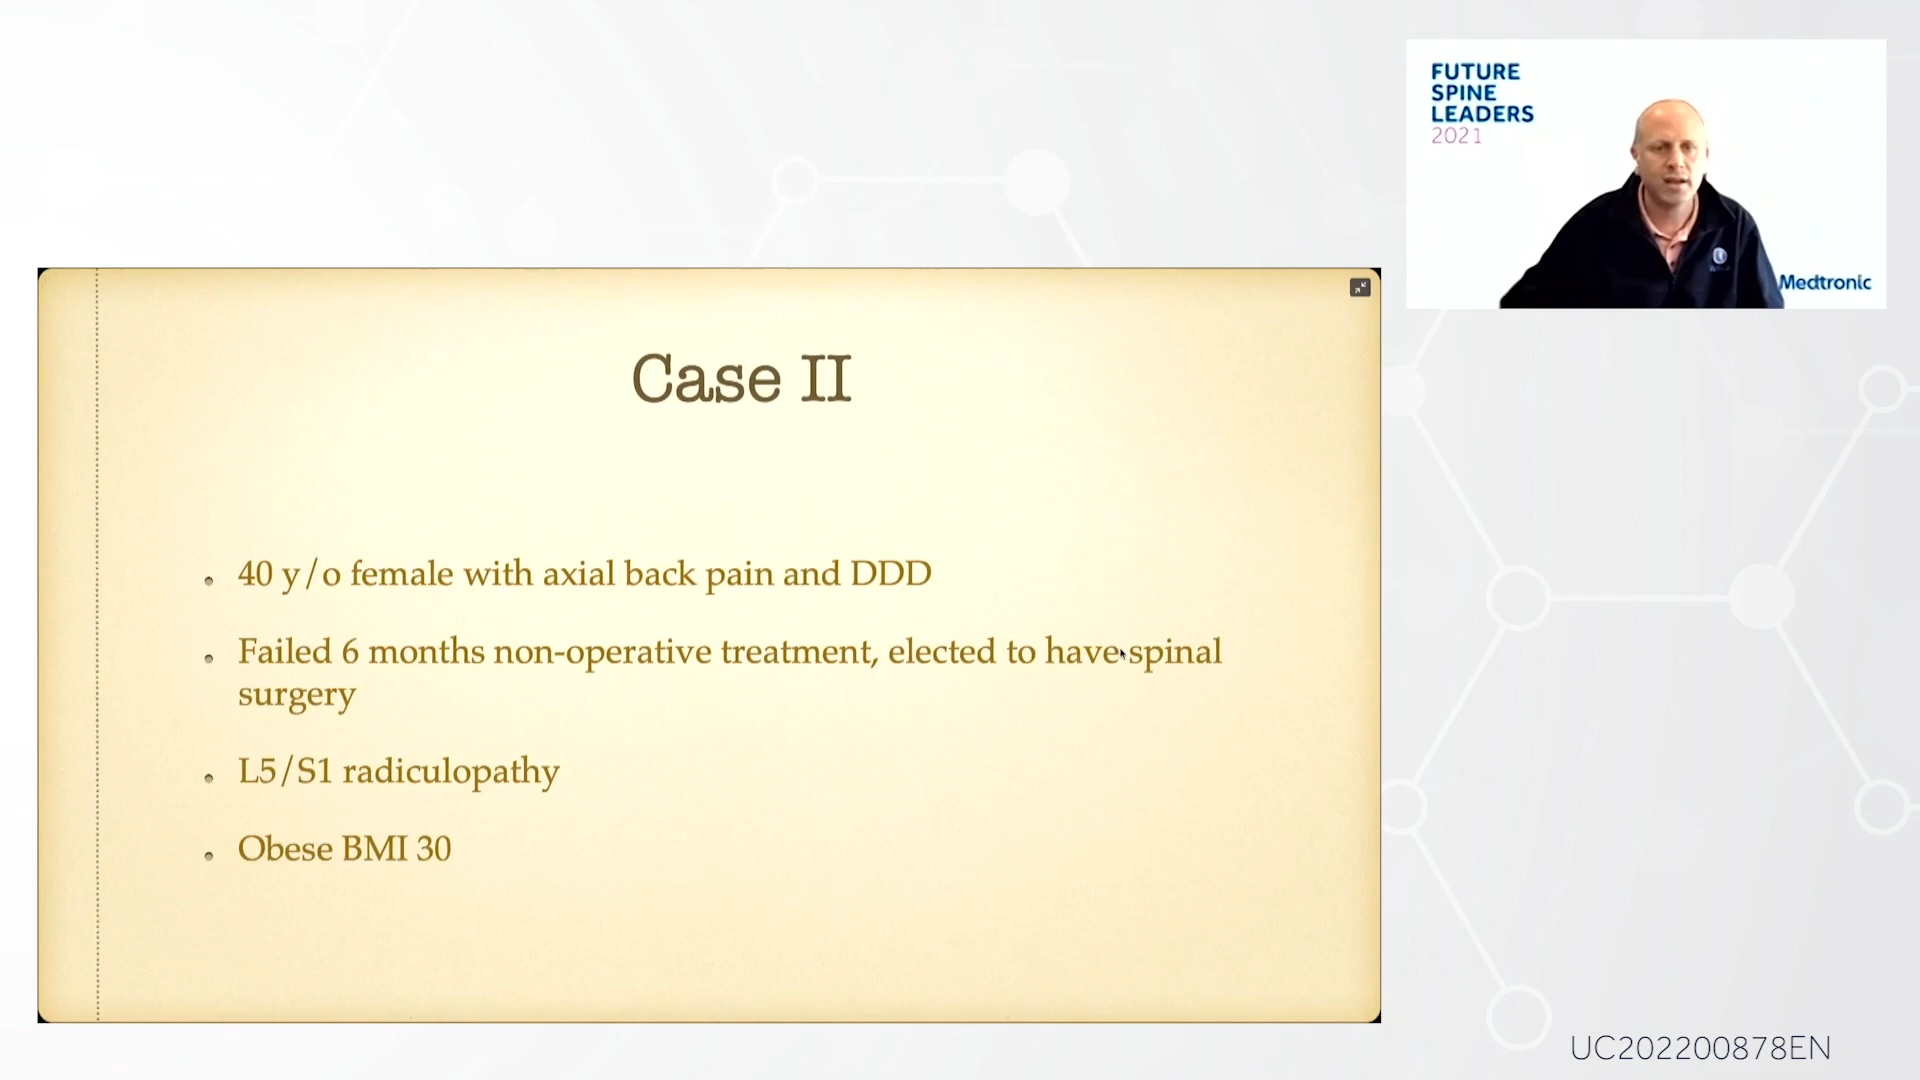 FUTURE
SPINE
LEADERS
2021
Medtronic
Case II
40 y/o female with axial back pain and DDD
Failed 6 months non-operative treatment, elected to have spinal
surgery
L5/S1 radiculopathy
Obese BMI 30
UC202200878EN